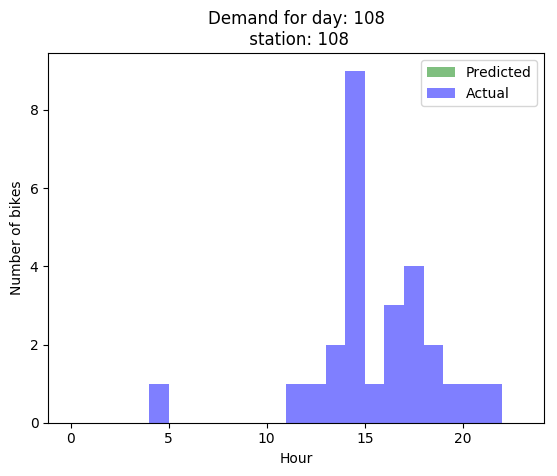 Demand for day: 108
station: 108
Predicted
Actual
Number of bikes
8
6
4
2
0
0
5
10
15
20
Hour